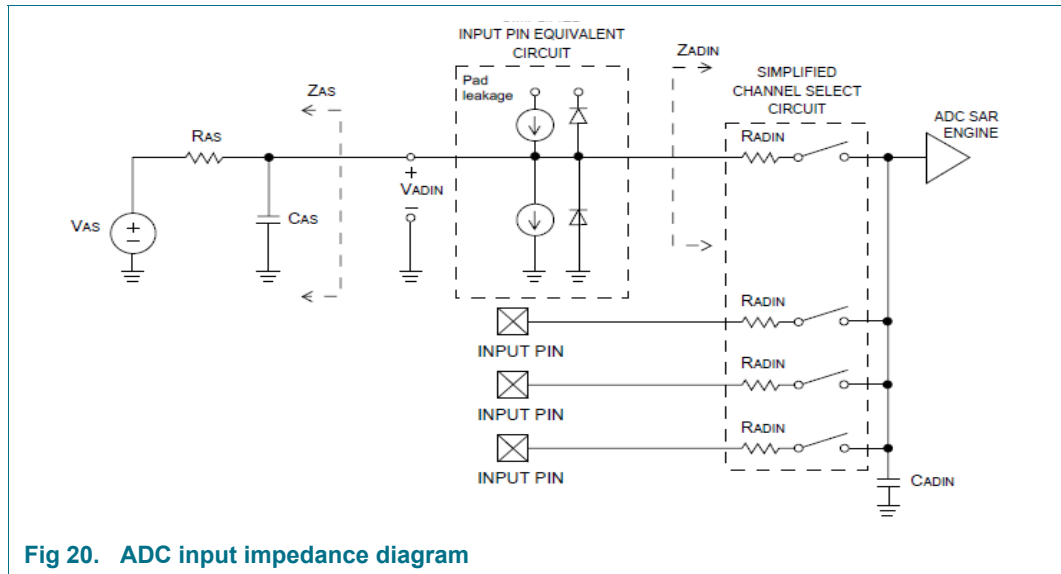 INPUT PIN EQUIVALENT
CIRCUIT
Pad
leakage
ZADIN
SIMPLIFIED
CHANNEL SELECT
CIRCUIT
ADC SAR
ENGINE
ZAS
RAS
RADIN
+
VADIN
–
VAS
+
–
CAS
RADIN
INPUT PIN
RADIN
INPUT PIN
RADIN
INPUT PIN
CADIN
Fig 20. ADC input impedance diagram